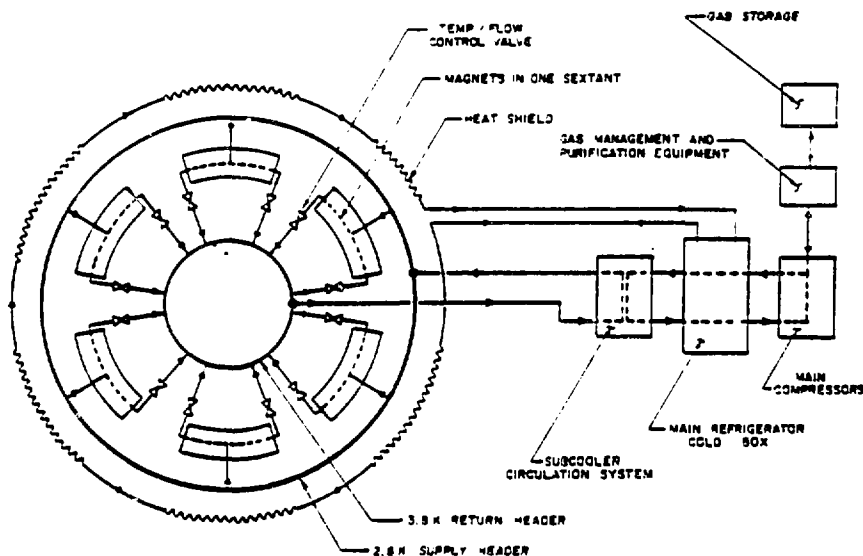 GAS STORAGE
TEMP / FLOW
CONTROL VALVE
MAGNETS IN ONE SEXTANT
HEAT SHIELD
GAS MANAGEMENT AND
PURIFICATION EQUIPMENT
MAIN
COMPRESSORS
MAIN REFRIGERATOR
COLD BOX
SUBCOOLER
CIRCULATION SYSTEM
3.8 K RETURN HEADER
2.6 K SUPPLY HEADER